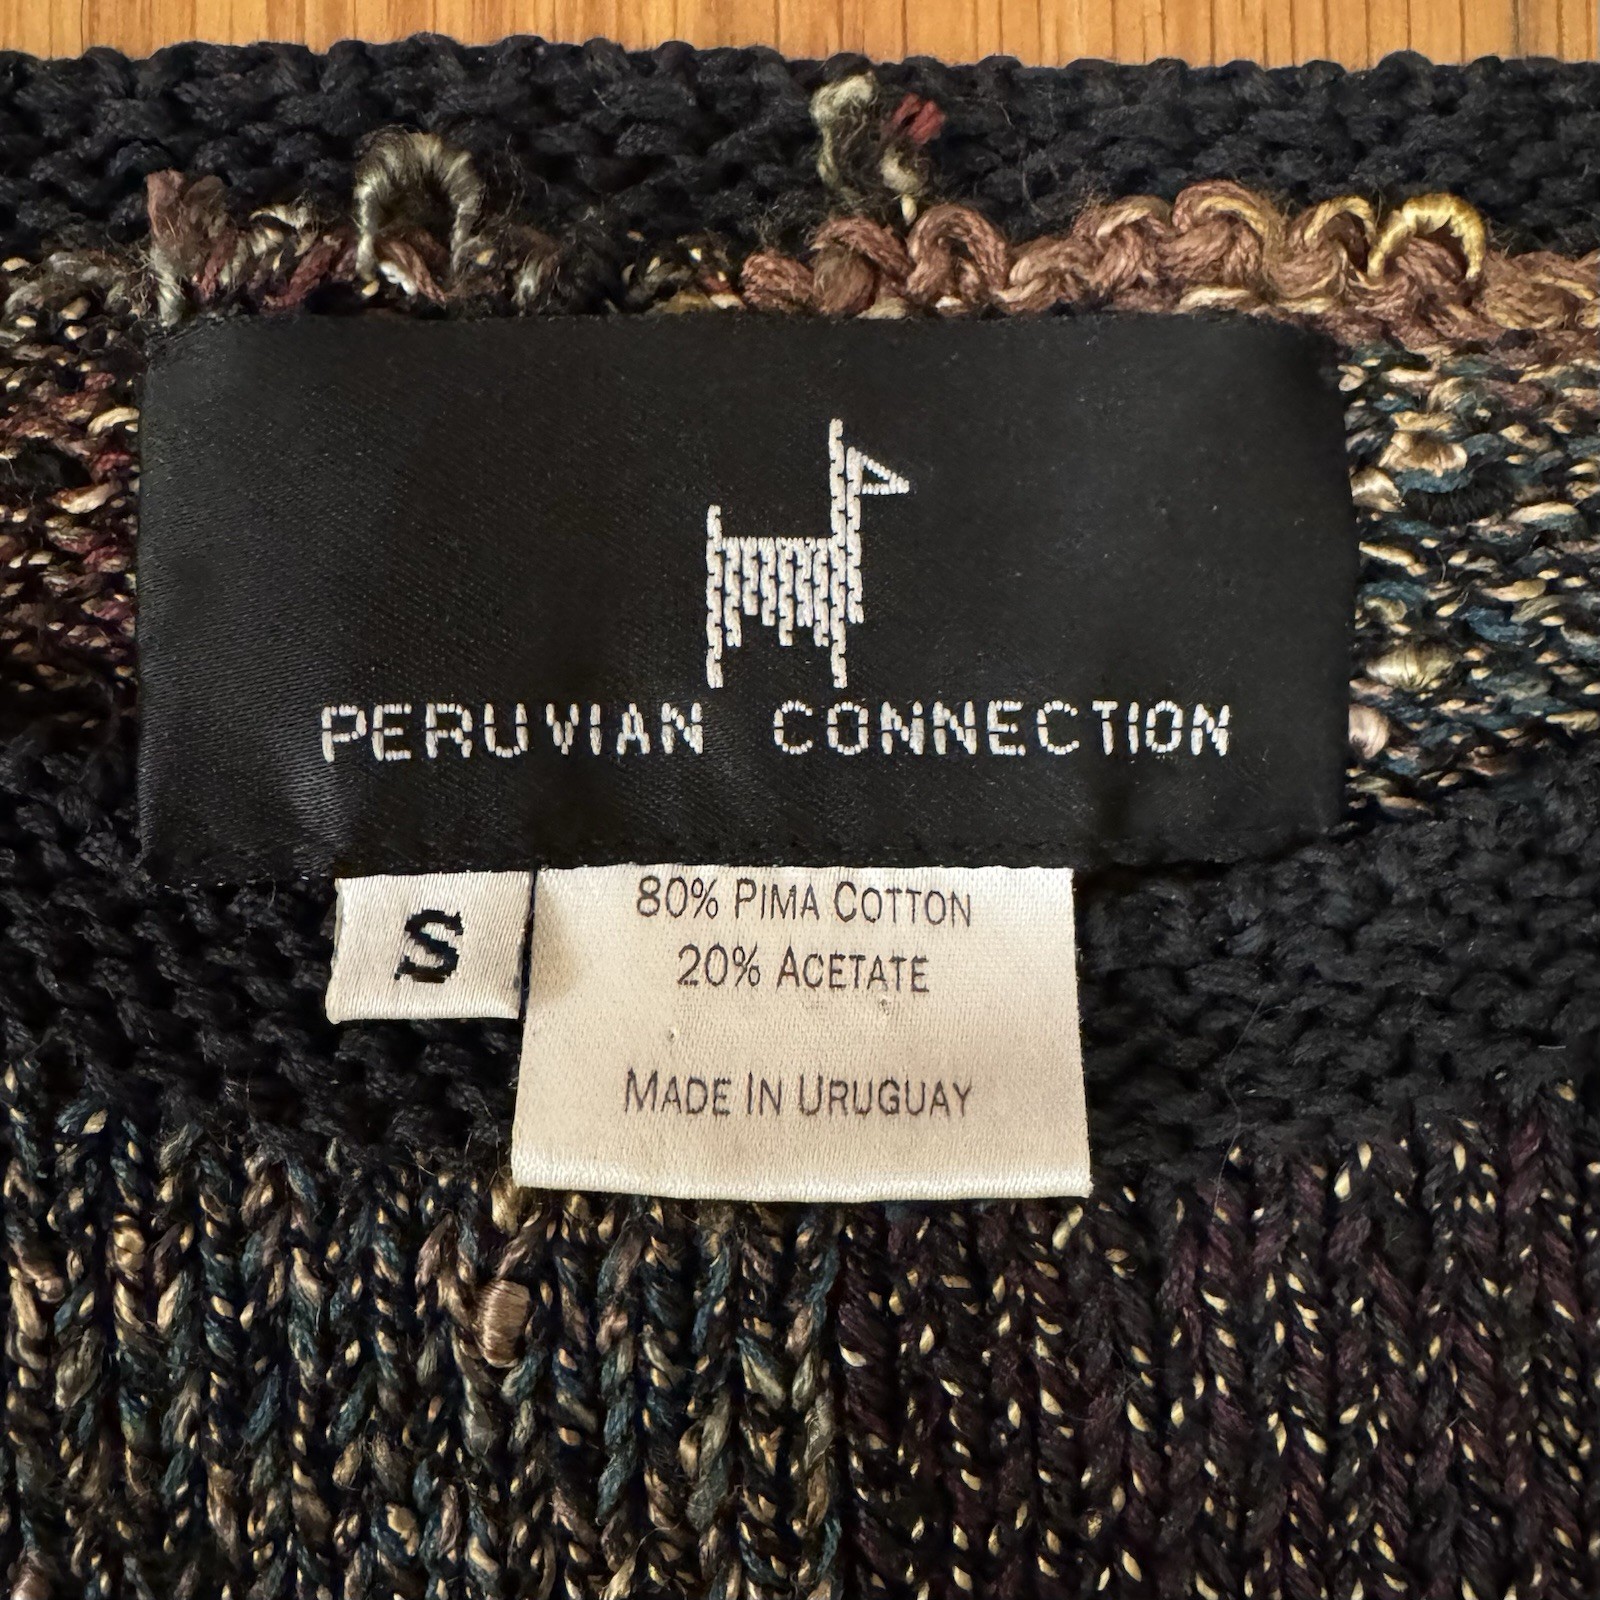 PERUVIAN CONNECTION
S
80% PIMA COTTON
20% ACETATE
MADE IN URUGUAY